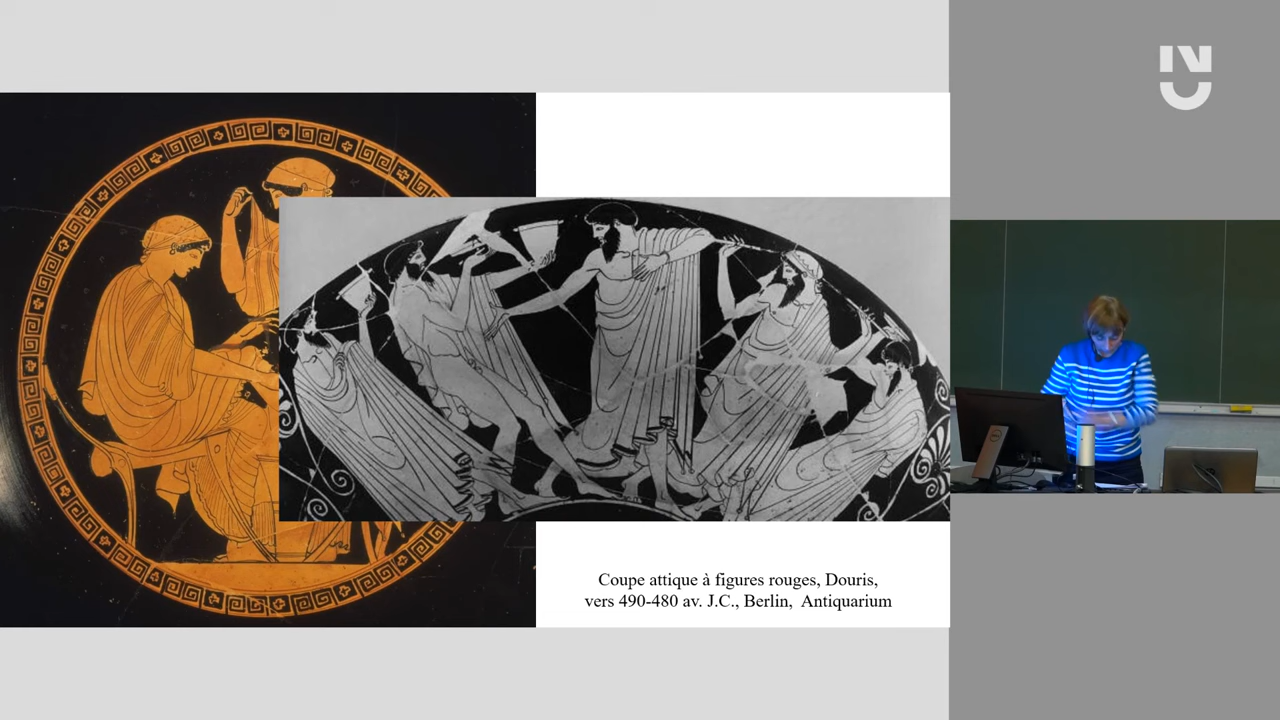 Coupe attique à figures rouges, Douris,
vers 490-480 av. J.C., Berlin, Antiquarium